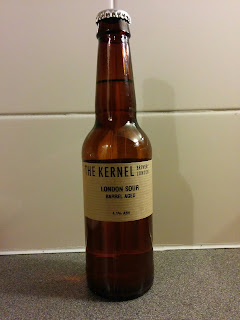 THE KERNEL BREWERY LONDON
LONDON SOUR
BARREL AGED